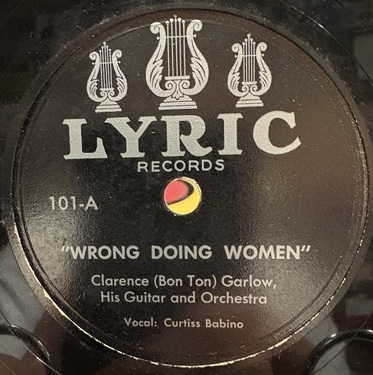 LYRIC
RECORDS
101-A
"WRONG DOING WOMEN"
Clarence (Bon Ton) Garlow,
His Guitar and Orchestra
Vocal: Curtiss Babino